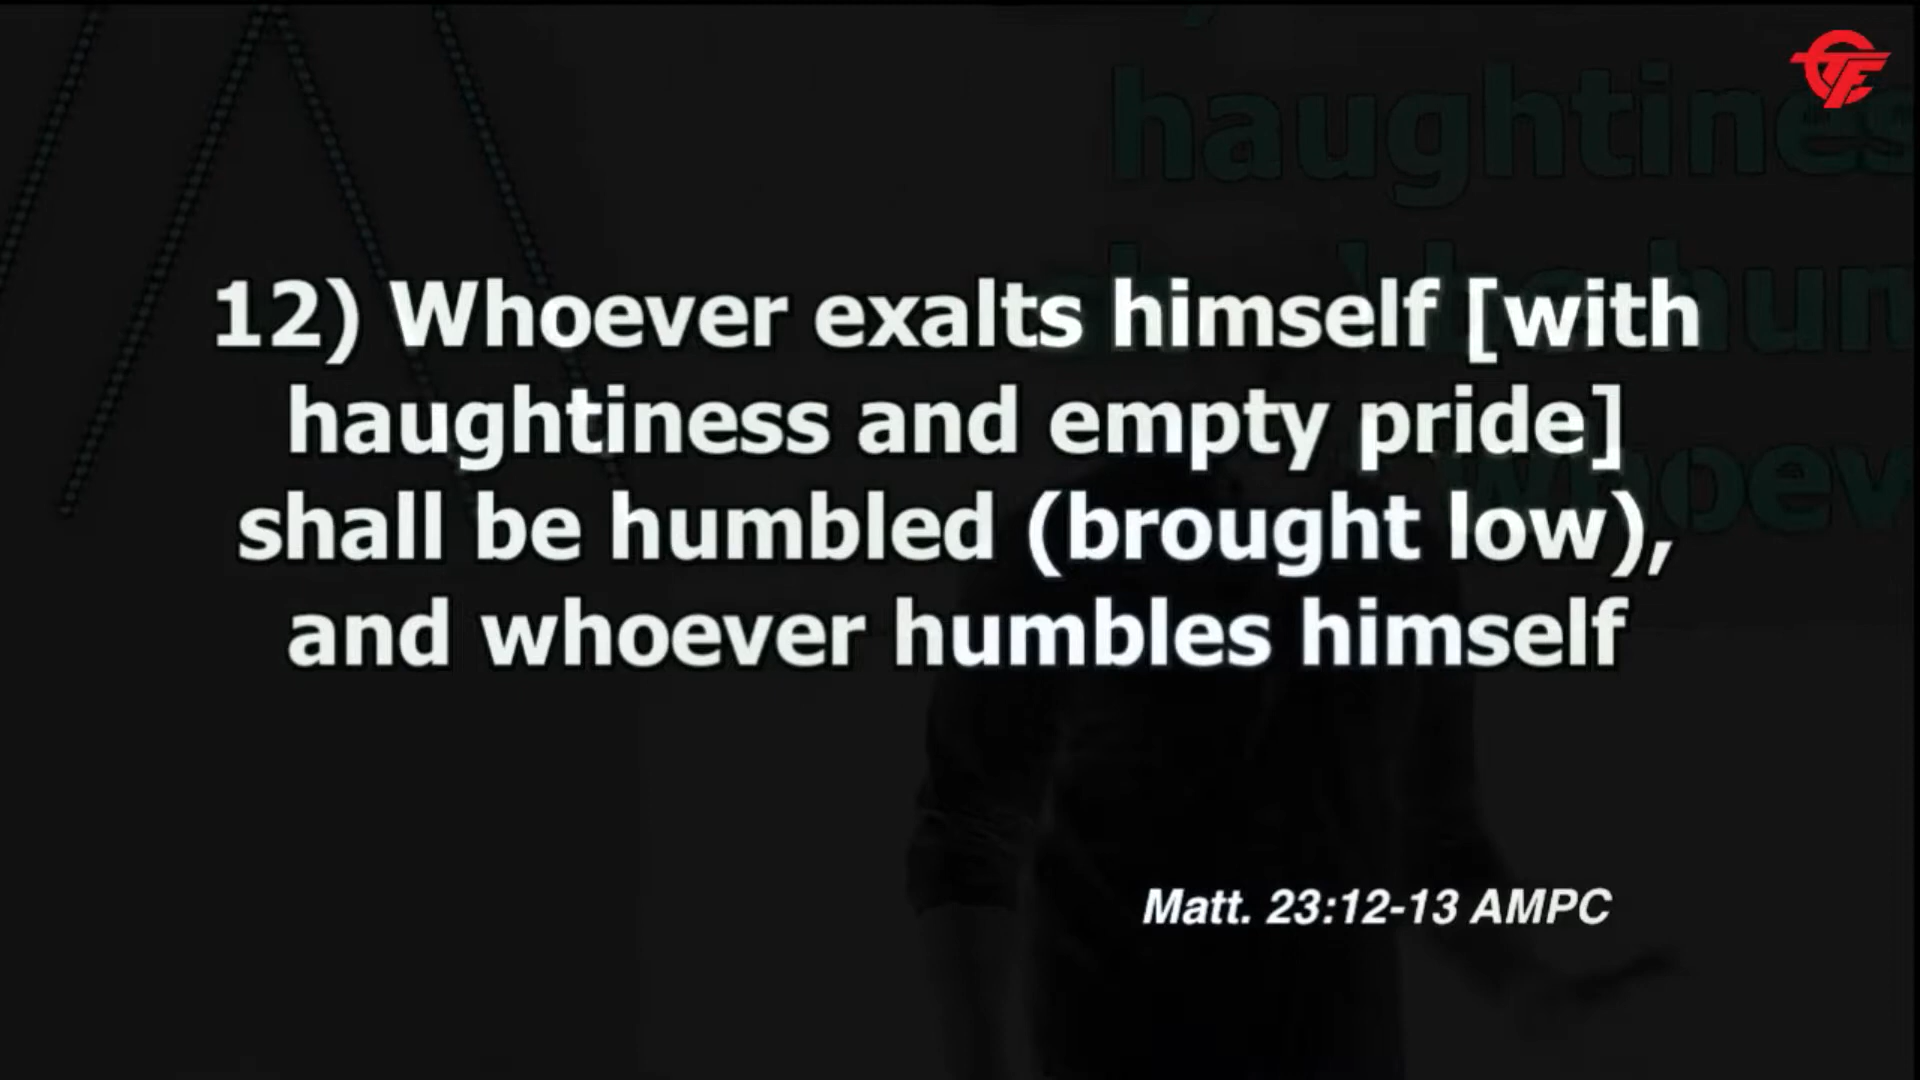 12) Whoever exalts himself [with
haughtiness and empty pride]
shall be humbled (brought low),
and whoever humbles himself
Matt. 23:12-13 AMPC